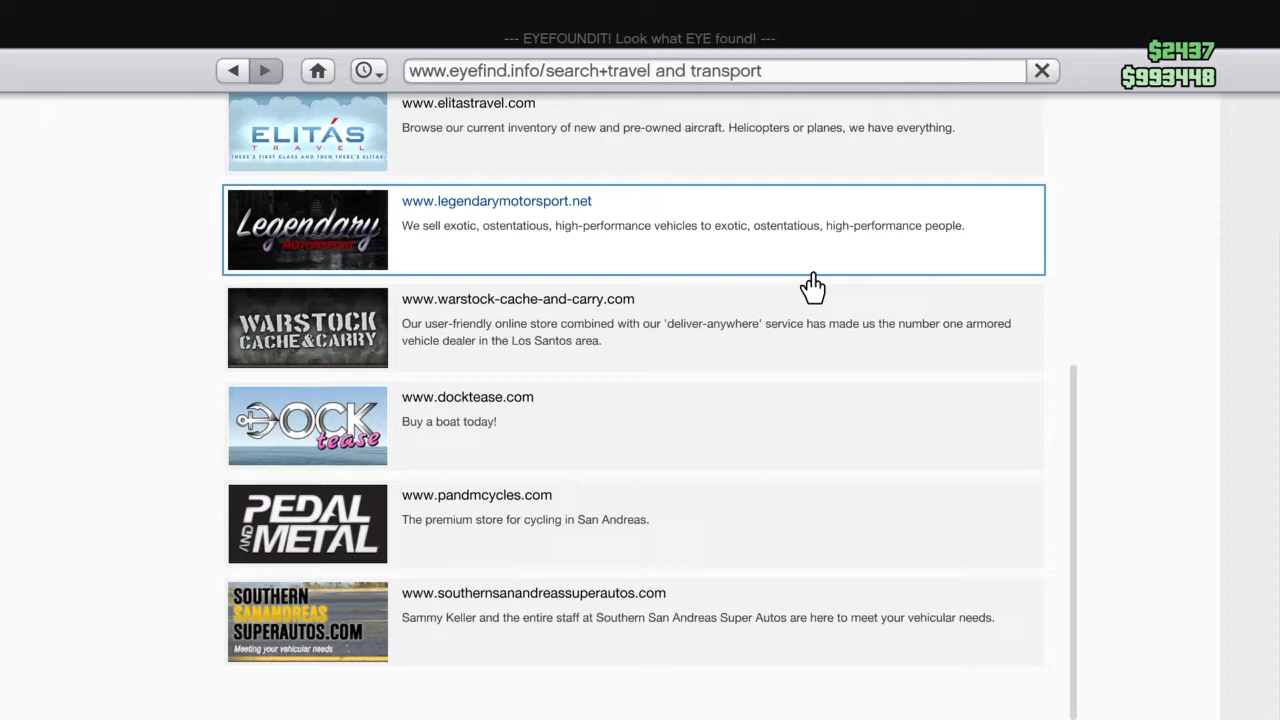 --- EYEFOUNDIT! Look what EYE found! ---
$2437
www.eyefind.info/search+travel and transport
$993448
www.elitastravel.com
ELITÁS
TRAVEL
THERE'S FIRST CLASS AND THEN THERE'S ELITÁS.
Browse our current inventory of new and pre-owned aircraft. Helicopters or planes, we have everything.
Legendary
MOTORSPORT
www.legendarymotorsport.net
We sell exotic, ostentatious, high-performance vehicles to exotic, ostentatious, high-performance people.
WARSTOCK
CACHE&CARRY
www.warstock-cache-and-carry.com
Our user-friendly online store combined with our 'deliver-anywhere' service has made us the number one armored
vehicle dealer in the Los Santos area.
DOCK
tease
www.docktease.com
Buy a boat today!
PEDAL
AND METAL
www.pandmcycles.com
The premium store for cycling in San Andreas.
SOUTHERN
SANANDREAS
SUPERAUTOS.COM
Meeting your vehicular needs
www.southernsanandreassuperautos.com
Sammy Keller and the entire staff at Southern San Andreas Super Autos are here to meet your vehicular needs.